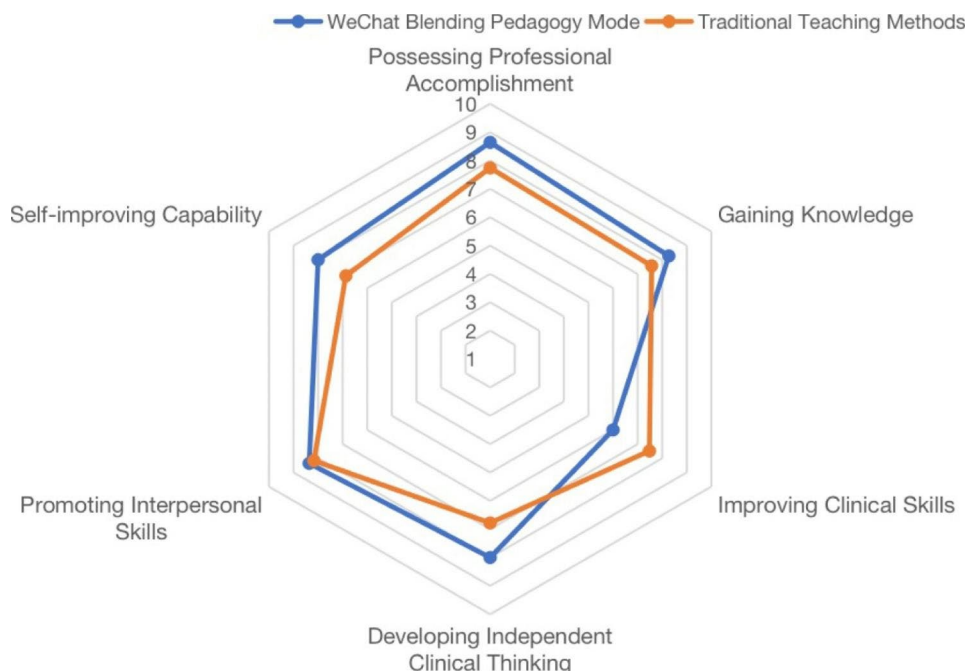 WeChat Blending Pedagogy Mode
Traditional Teaching Methods
Possessing Professional
Accomplishment
10
9
8
7
6
5
4
3
2
1
Self-improving Capability
Gaining Knowledge
Promoting Interpersonal
Skills
Improving Clinical Skills
Developing Independent
Clinical Thinking